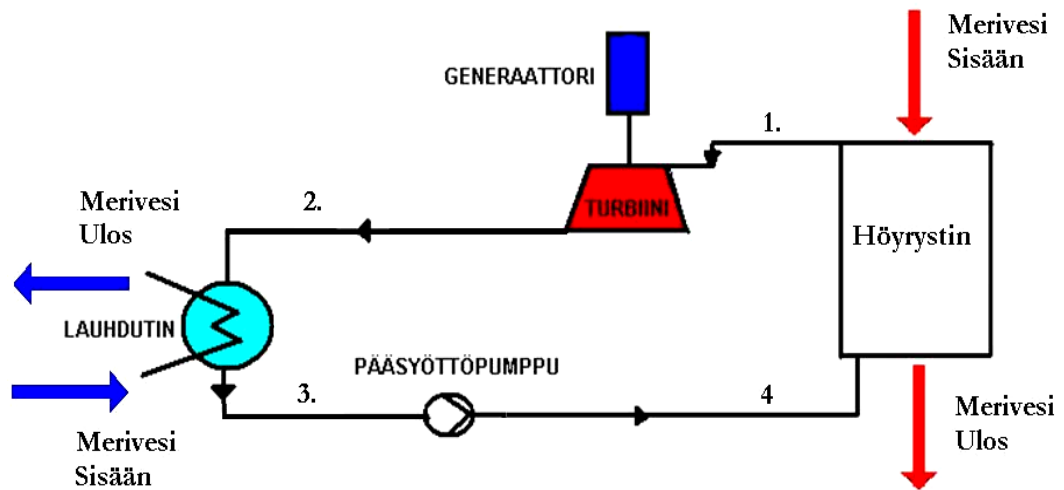 Merivesi
Sisään
GENERAATTORI
1.
TURBIINI
2.
Merivesi
Ulos
Höyrystin
LAUHDUTIN
PÄÄSYÖTTÖPUMPPU
3.
4
Merivesi
Sisään
Merivesi
Ulos